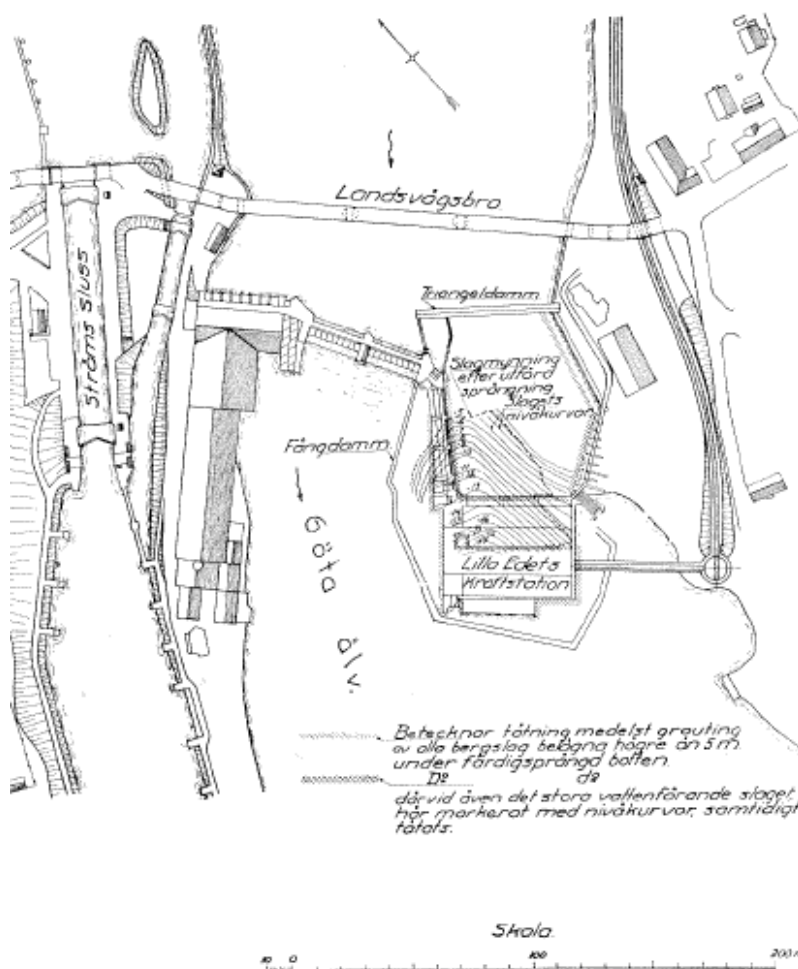 Landsvägsbro
Ströms sluss
Triangeldamm
Slagmynning
efter utförd
sprängning
Slagets
nivåkurvor
Fångdamm
Göta älv.
Lilla Edets
Kraftstation
Betecknar tätning medelst grouting
av alla bergslag belägna högre än 5 m.
under färdigsprängd botten.
Dº dº
därvid även det stora vattenförande slaget,
här markerat med nivåkurvor, samtidigt
tätats.
Skala.
10 0 100 200